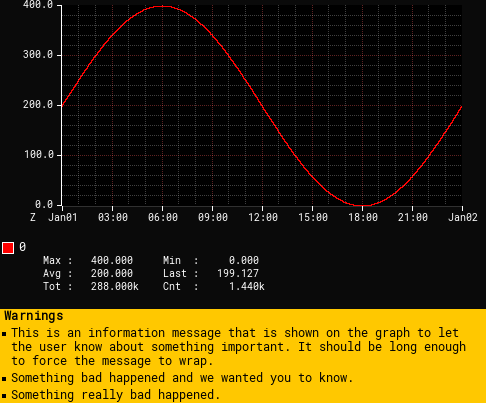 400.0
300.0
200.0
100.0
0.0
Z Jan01 03:00 06:00 09:00 12:00 15:00 18:00 21:00 Jan02
0
Max : 400.000 Min : 0.000
Avg : 200.000 Last : 199.127
Tot : 288.000k Cnt : 1.440k
Warnings
▪ This is an information message that is shown on the graph to let
the user know about something important. It should be long enough
to force the message to wrap.
▪ Something bad happened and we wanted you to know.
▪ Something really bad happened.